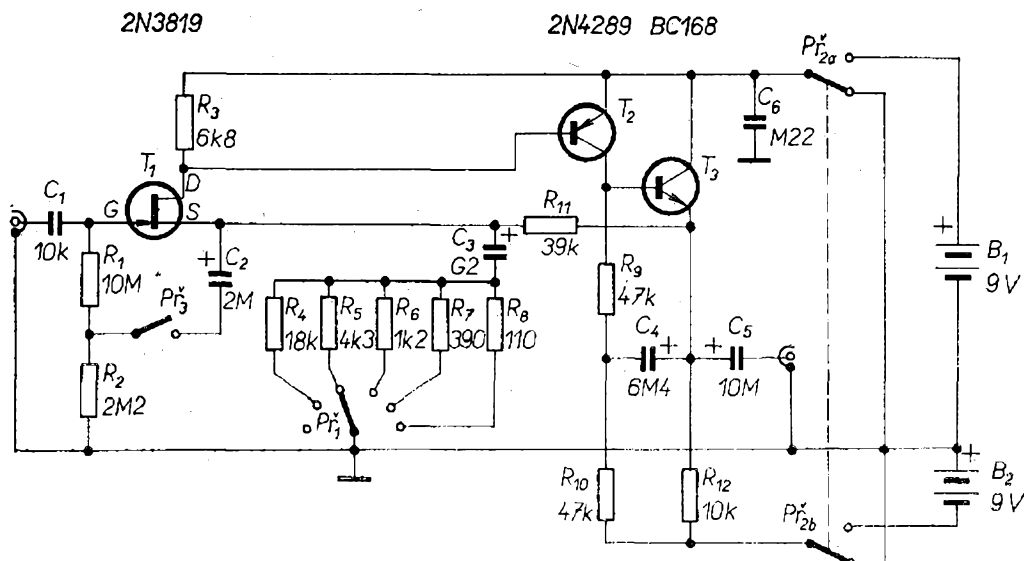 2N3819
2N4289 BC168
Př2a
R3
6k8
T2
C6
M22
T1
D
T3
C1
G
S
R11
+
B1
10k
39k
9V
R1
10M
+
C2
2M
C3
+
G2
R9
47k
Př3
R4
18k
R5
4k3
R6
1k2
R7
390
R8
110
C4
+
6M4
+
C5
10M
R2
2M2
Př1
+
R10
47k
R12
10k
B2
9V
Př2b